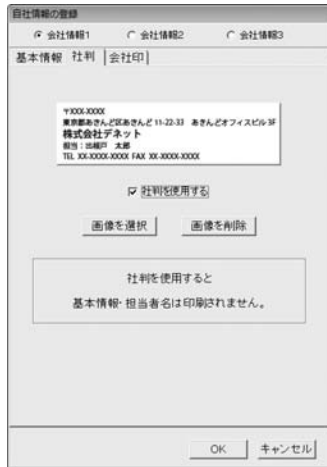 自社情報の登録
会社情報1 会社情報2 会社情報3
基本情報 社判 会社印
〒XXX-XXXX
東京都あきんど区あきんど 11-22-33 あきんどオフィスビル 3F
株式会社デネット
担当：出縦戸 太郎
TEL XX-XXXX-XXXX FAX XX-XXXX-XXXX
社判を使用する
画像を選択 画像を削除
社判を使用すると
基本情報・担当者名は印刷されません。
OK キャンセル